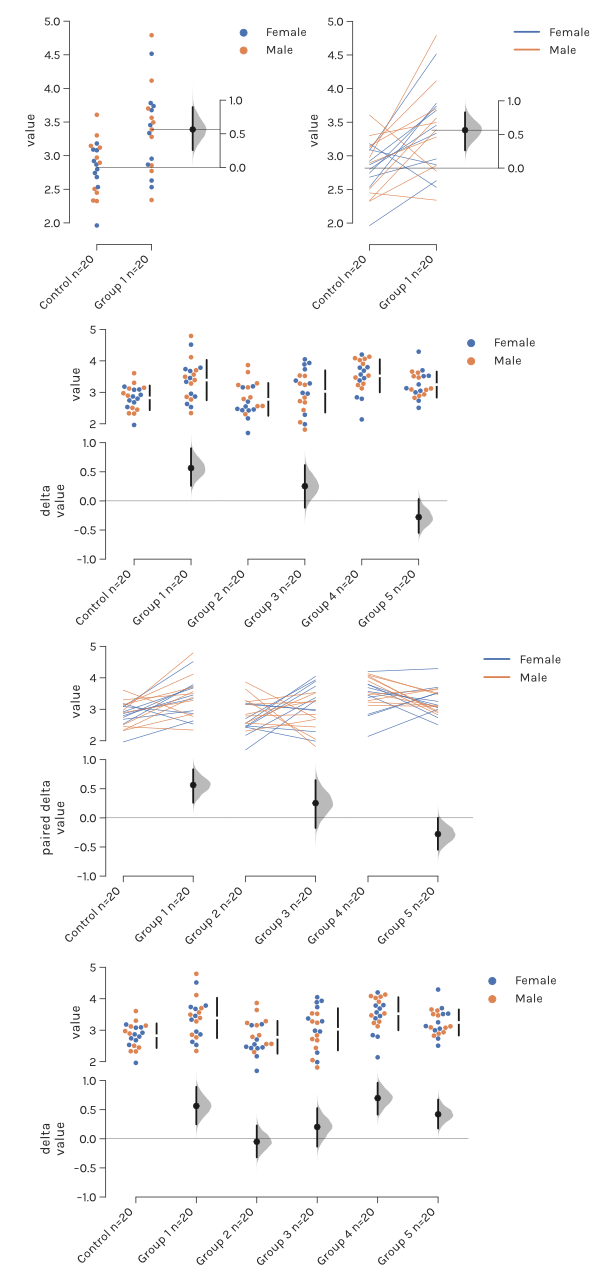 5.0
4.5
4.0
3.5
3.0
2.5
2.0
value
Female
Male
1.0
0.5
0.0
Control n=20
Group 1 n=20
5.0
4.5
4.0
3.5
3.0
2.5
2.0
value
Female
Male
1.0
0.5
0.0
Control n=20
Group 1 n=20
5
4
3
2
value
Female
Male
1.0
0.5
0.0
−0.5
−1.0
delta
value
Control n=20
Group 1 n=20
Group 2 n=20
Group 3 n=20
Group 4 n=20
Group 5 n=20
5
4
3
2
value
Female
Male
1.0
0.5
0.0
−0.5
−1.0
paired delta
value
Control n=20
Group 1 n=20
Group 2 n=20
Group 3 n=20
Group 4 n=20
Group 5 n=20
5
4
3
2
value
Female
Male
1.0
0.5
0.0
−0.5
−1.0
delta
value
Control n=20
Group 1 n=20
Group 2 n=20
Group 3 n=20
Group 4 n=20
Group 5 n=20